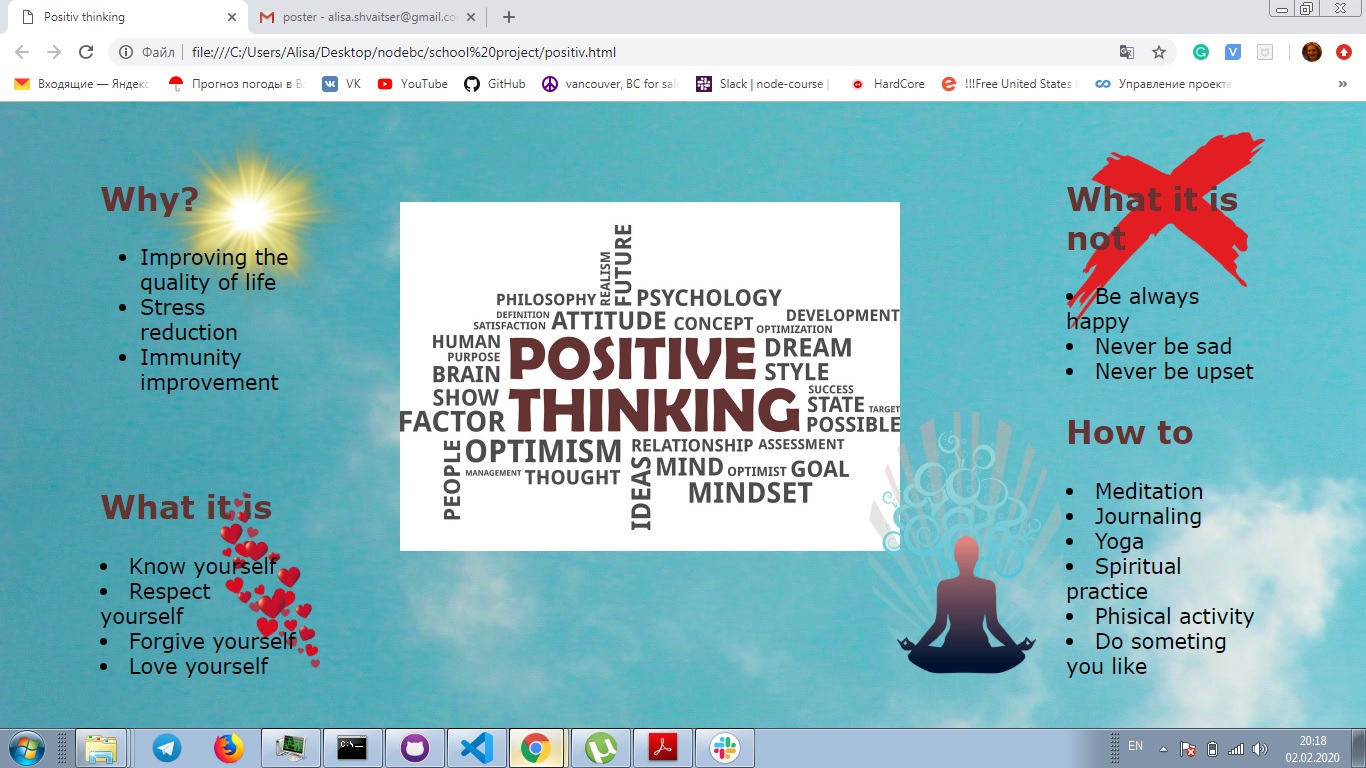 Positiv thinking
poster - alisa.shvaitser@gmail.co
Файл
file:///C:/Users/Alisa/Desktop/nodebc/school%20project/positiv.html
Входящие — Яндекс
Прогноз погоды в Ва
VK
YouTube
GitHub
vancouver, BC for sale
Slack | node-course |
HardCore
!!!Free United States
Управление проекта
Why?
Improving the
quality of life
Stress
reduction
Immunity
improvement
What it is
Know yourself
Respect
yourself
Forgive yourself
Love yourself
FUTURE
REALISM
PHILOSOPHY
PSYCHOLOGY
DEFINITION
SATISFACTION
ATTITUDE
CONCEPT
DEVELOPMENT
OPTIMIZATION
HUMAN
PURPOSE
BRAIN
SHOW
FACTOR
POSITIVE
THINKING
DREAM
STYLE
SUCCESS
STATE
TARGET
POSSIBLE
PEOPLE
OPTIMISM
MANAGEMENT
THOUGHT
IDEAS
RELATIONSHIP
ASSESSMENT
MIND
OPTIMIST
GOAL
MINDSET
What it is
not
Be always
happy
Never be sad
Never be upset
How to
Meditation
Journaling
Yoga
Spiritual
practice
Phisical activity
Do someting
you like
EN
20:18
02.02.2020